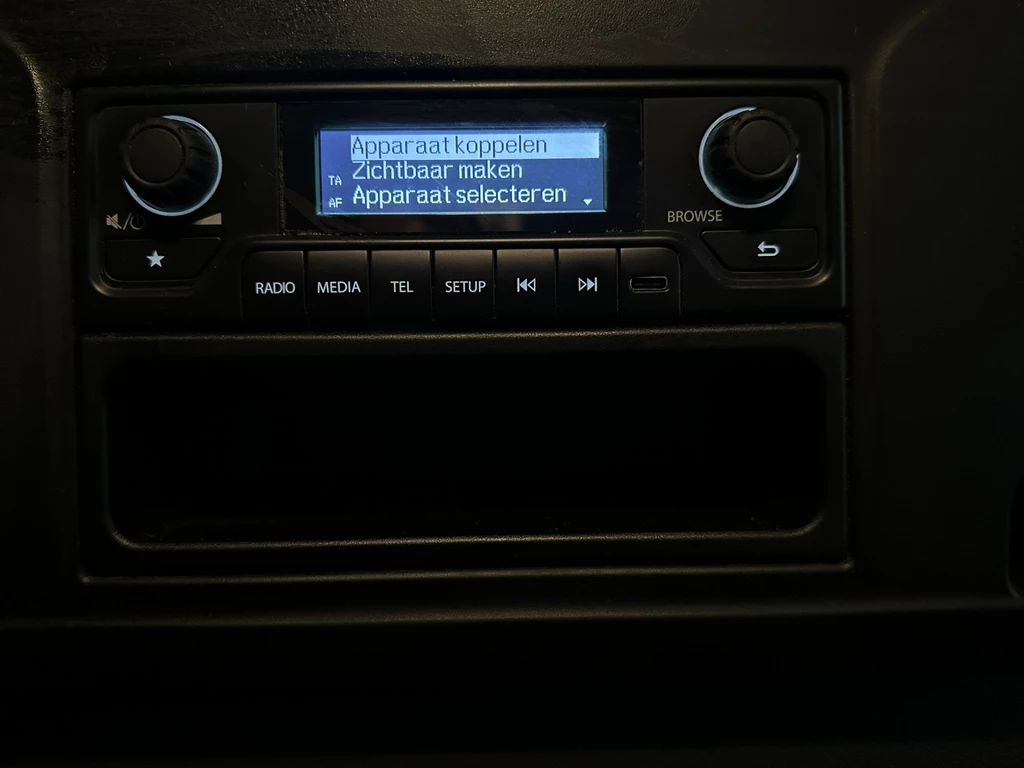 Apparaat koppelen
Zichtbaar maken
TA
Apparaat selecteren
AF
BROWSE
RADIO
MEDIA
TEL
SETUP